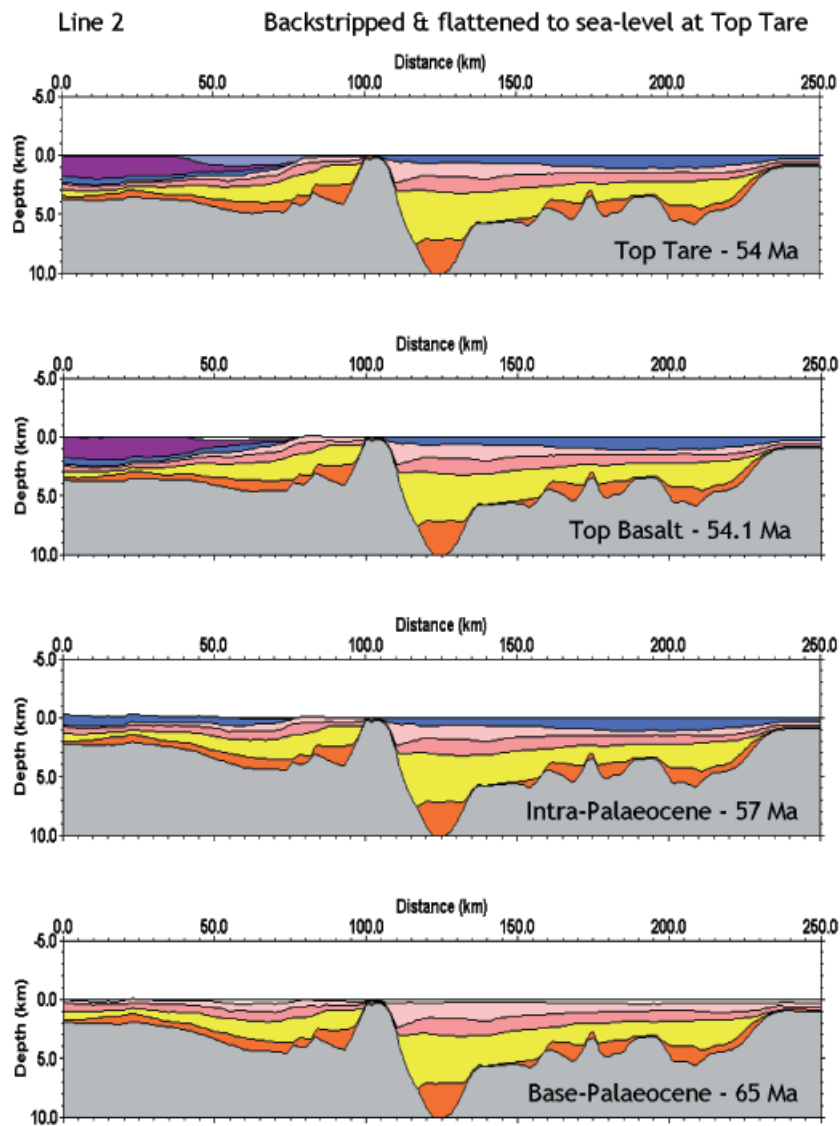 Line 2 Backstripped & flattened to sea-level at Top Tare
Distance (km)
0.0 50.0 100.0 150.0 200.0 250.0
-5.0
0.0
5.0
10.0
Depth (km)
Top Tare - 54 Ma
Distance (km)
0.0 50.0 100.0 150.0 200.0 250.0
-5.0
0.0
5.0
10.0
Depth (km)
Top Basalt - 54.1 Ma
Distance (km)
0.0 50.0 100.0 150.0 200.0 250.0
-5.0
0.0
5.0
10.0
Depth (km)
Intra-Palaeocene - 57 Ma
Distance (km)
0.0 50.0 100.0 150.0 200.0 250.0
-5.0
0.0
5.0
10.0
Depth (km)
Base-Palaeocene - 65 Ma